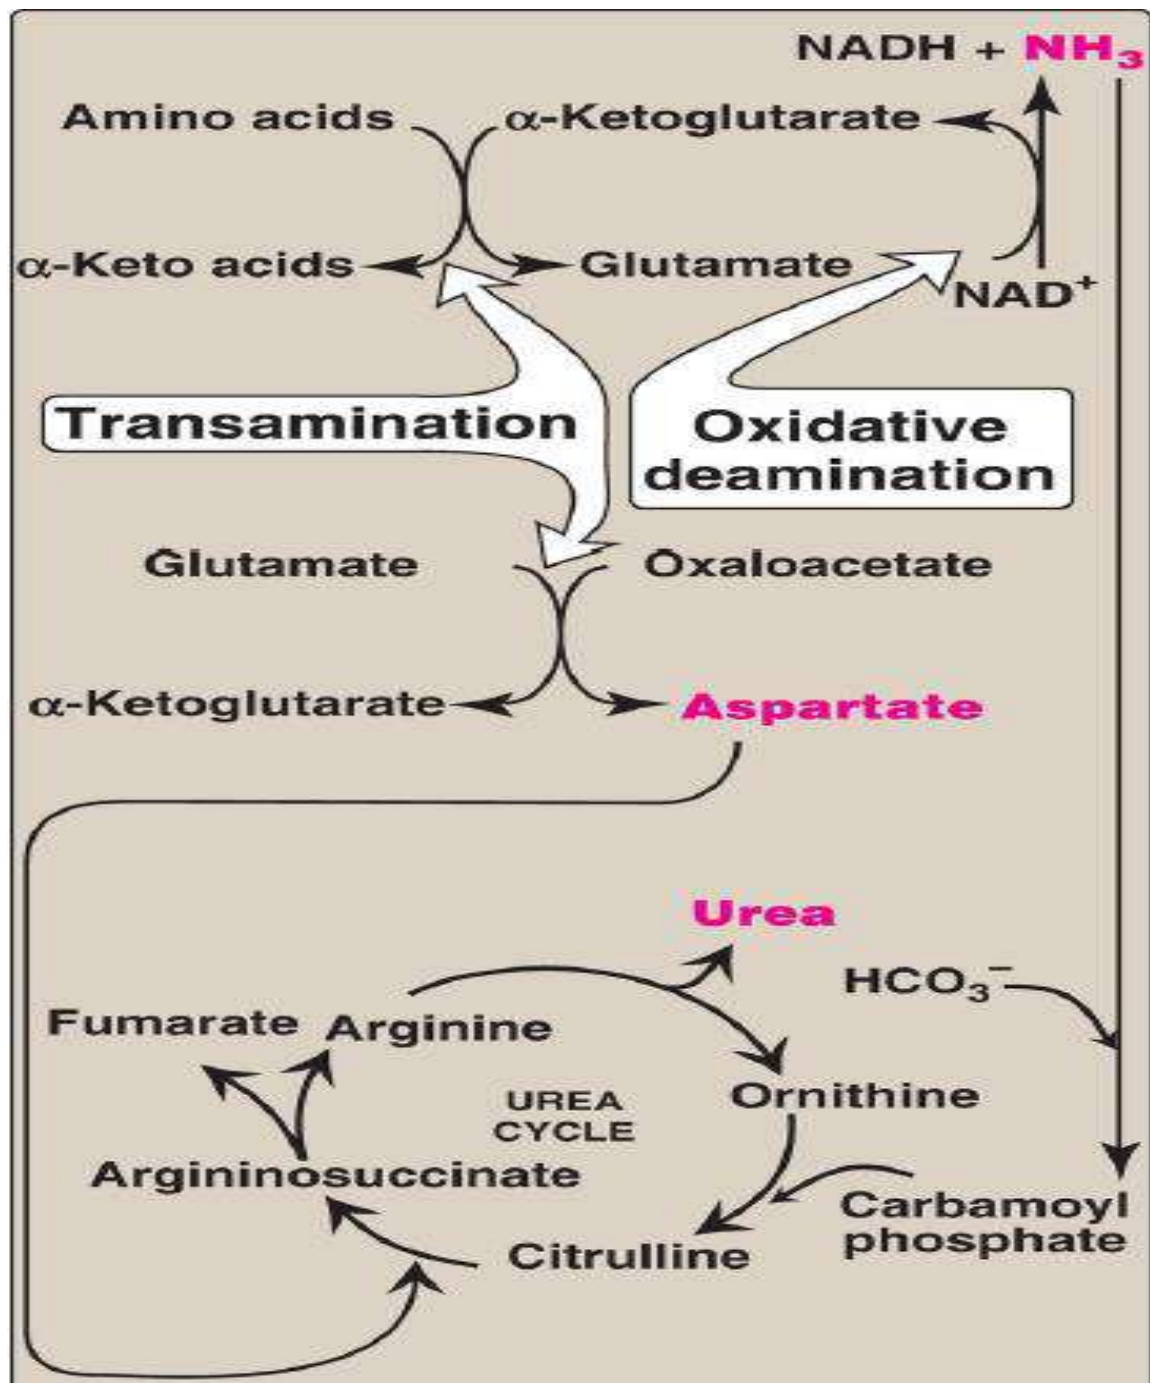 NADH + NH₃
Amino acids
α-Ketoglutarate
α-Keto acids
Glutamate
NAD⁺
Transamination
Oxidative
deamination
Glutamate
Oxaloacetate
α-Ketoglutarate
Aspartate
Urea
HCO₃⁻
Fumarate
Arginine
Ornithine
UREA
CYCLE
Argininosuccinate
Carbamoyl
phosphate
Citrulline